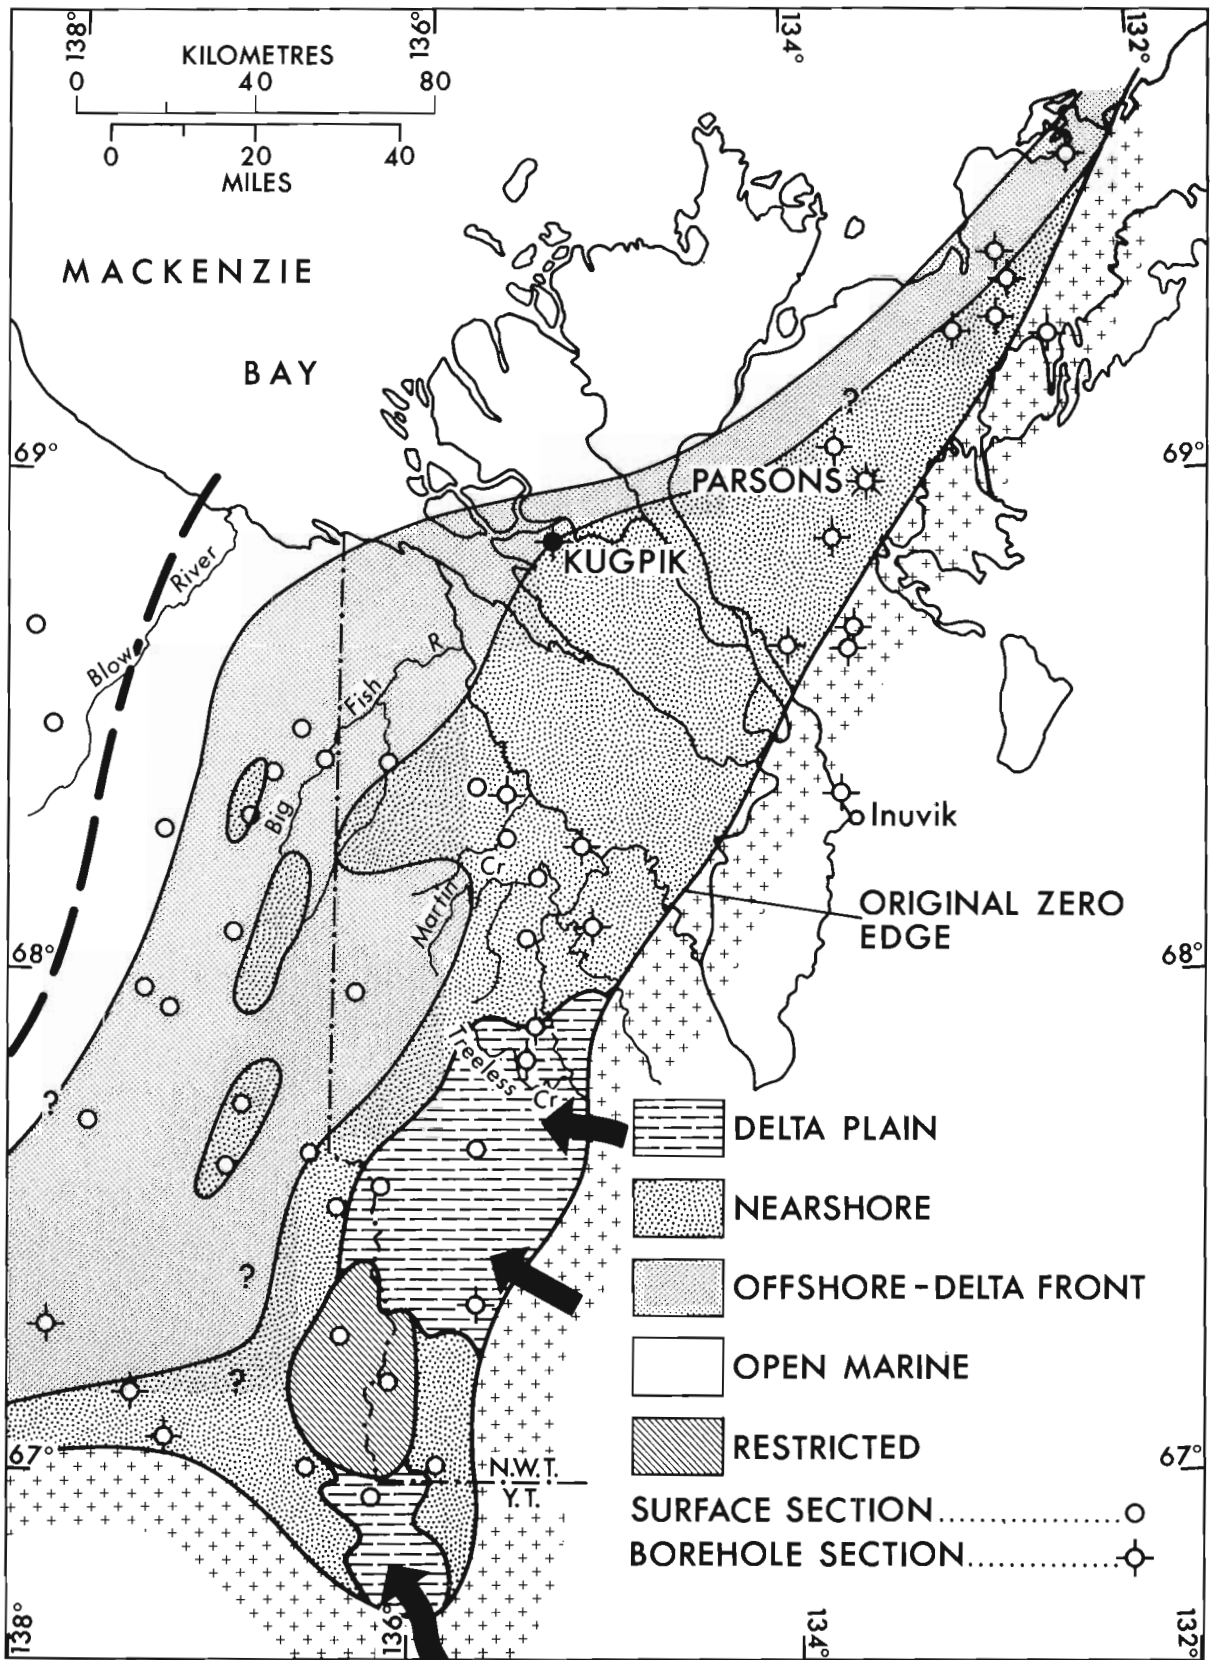 138°
136°
134°
132°
KILOMETRES
0 40 80
0 20 40
MILES
MACKENZIE
BAY
69°
69°
?
PARSONS
KUGPIK
River
Blow
R
Fish
Big
Inuvik
Cr
Martin
ORIGINAL ZERO
EDGE
68°
68°
Treeless
Cr
?
DELTA PLAIN
NEARSHORE
?
OFFSHORE-DELTA FRONT
OPEN MARINE
?
RESTRICTED
67°
67°
N.W.T.
Y.T.
SURFACE SECTION
BOREHOLE SECTION
138°
136°
134°
132°